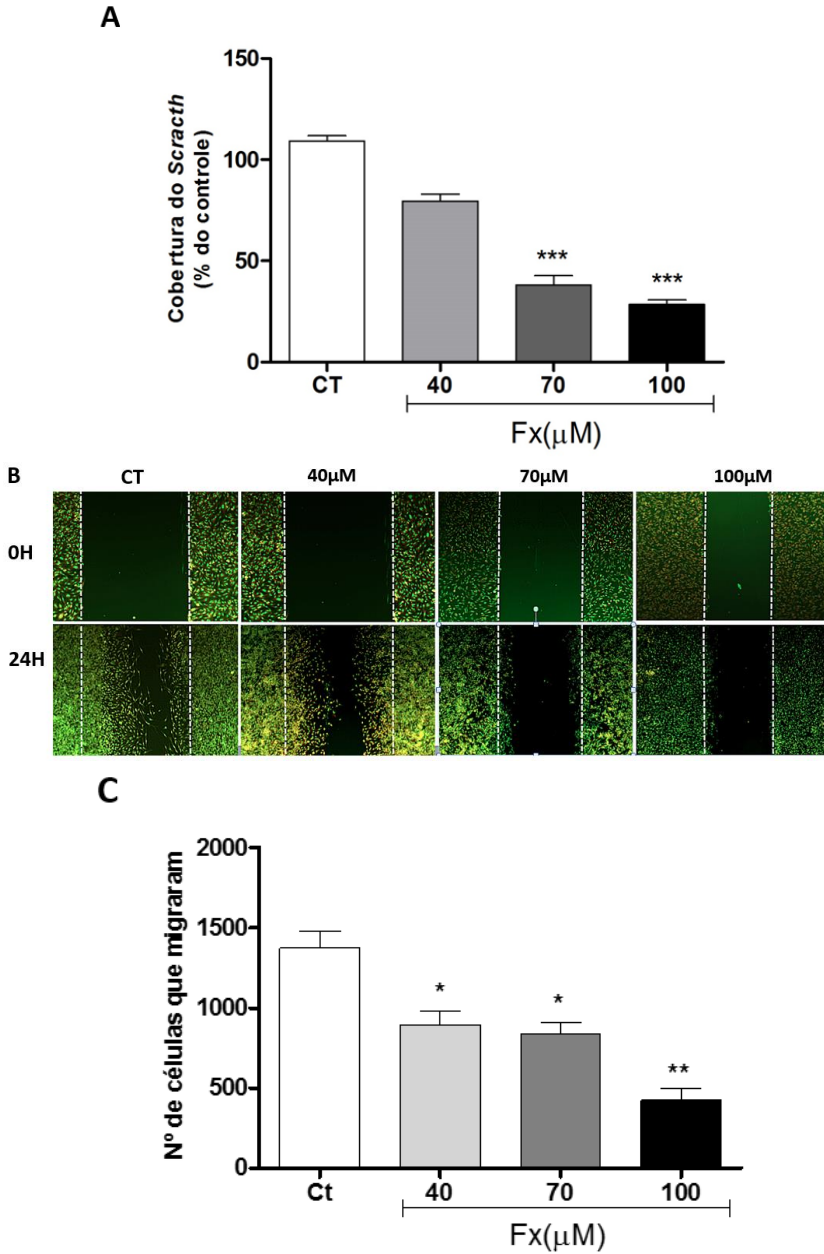 A
Cobertura do Scracth
(% do controle)
150
100
50
0
***
***
CT
40
70
100
Fx(µM)
B
CT
40µM
70µM
100µM
0H
24H
C
Nº de células que migraram
2000
1500
1000
500
0
*
*
**
Ct
40
70
100
Fx(µM)